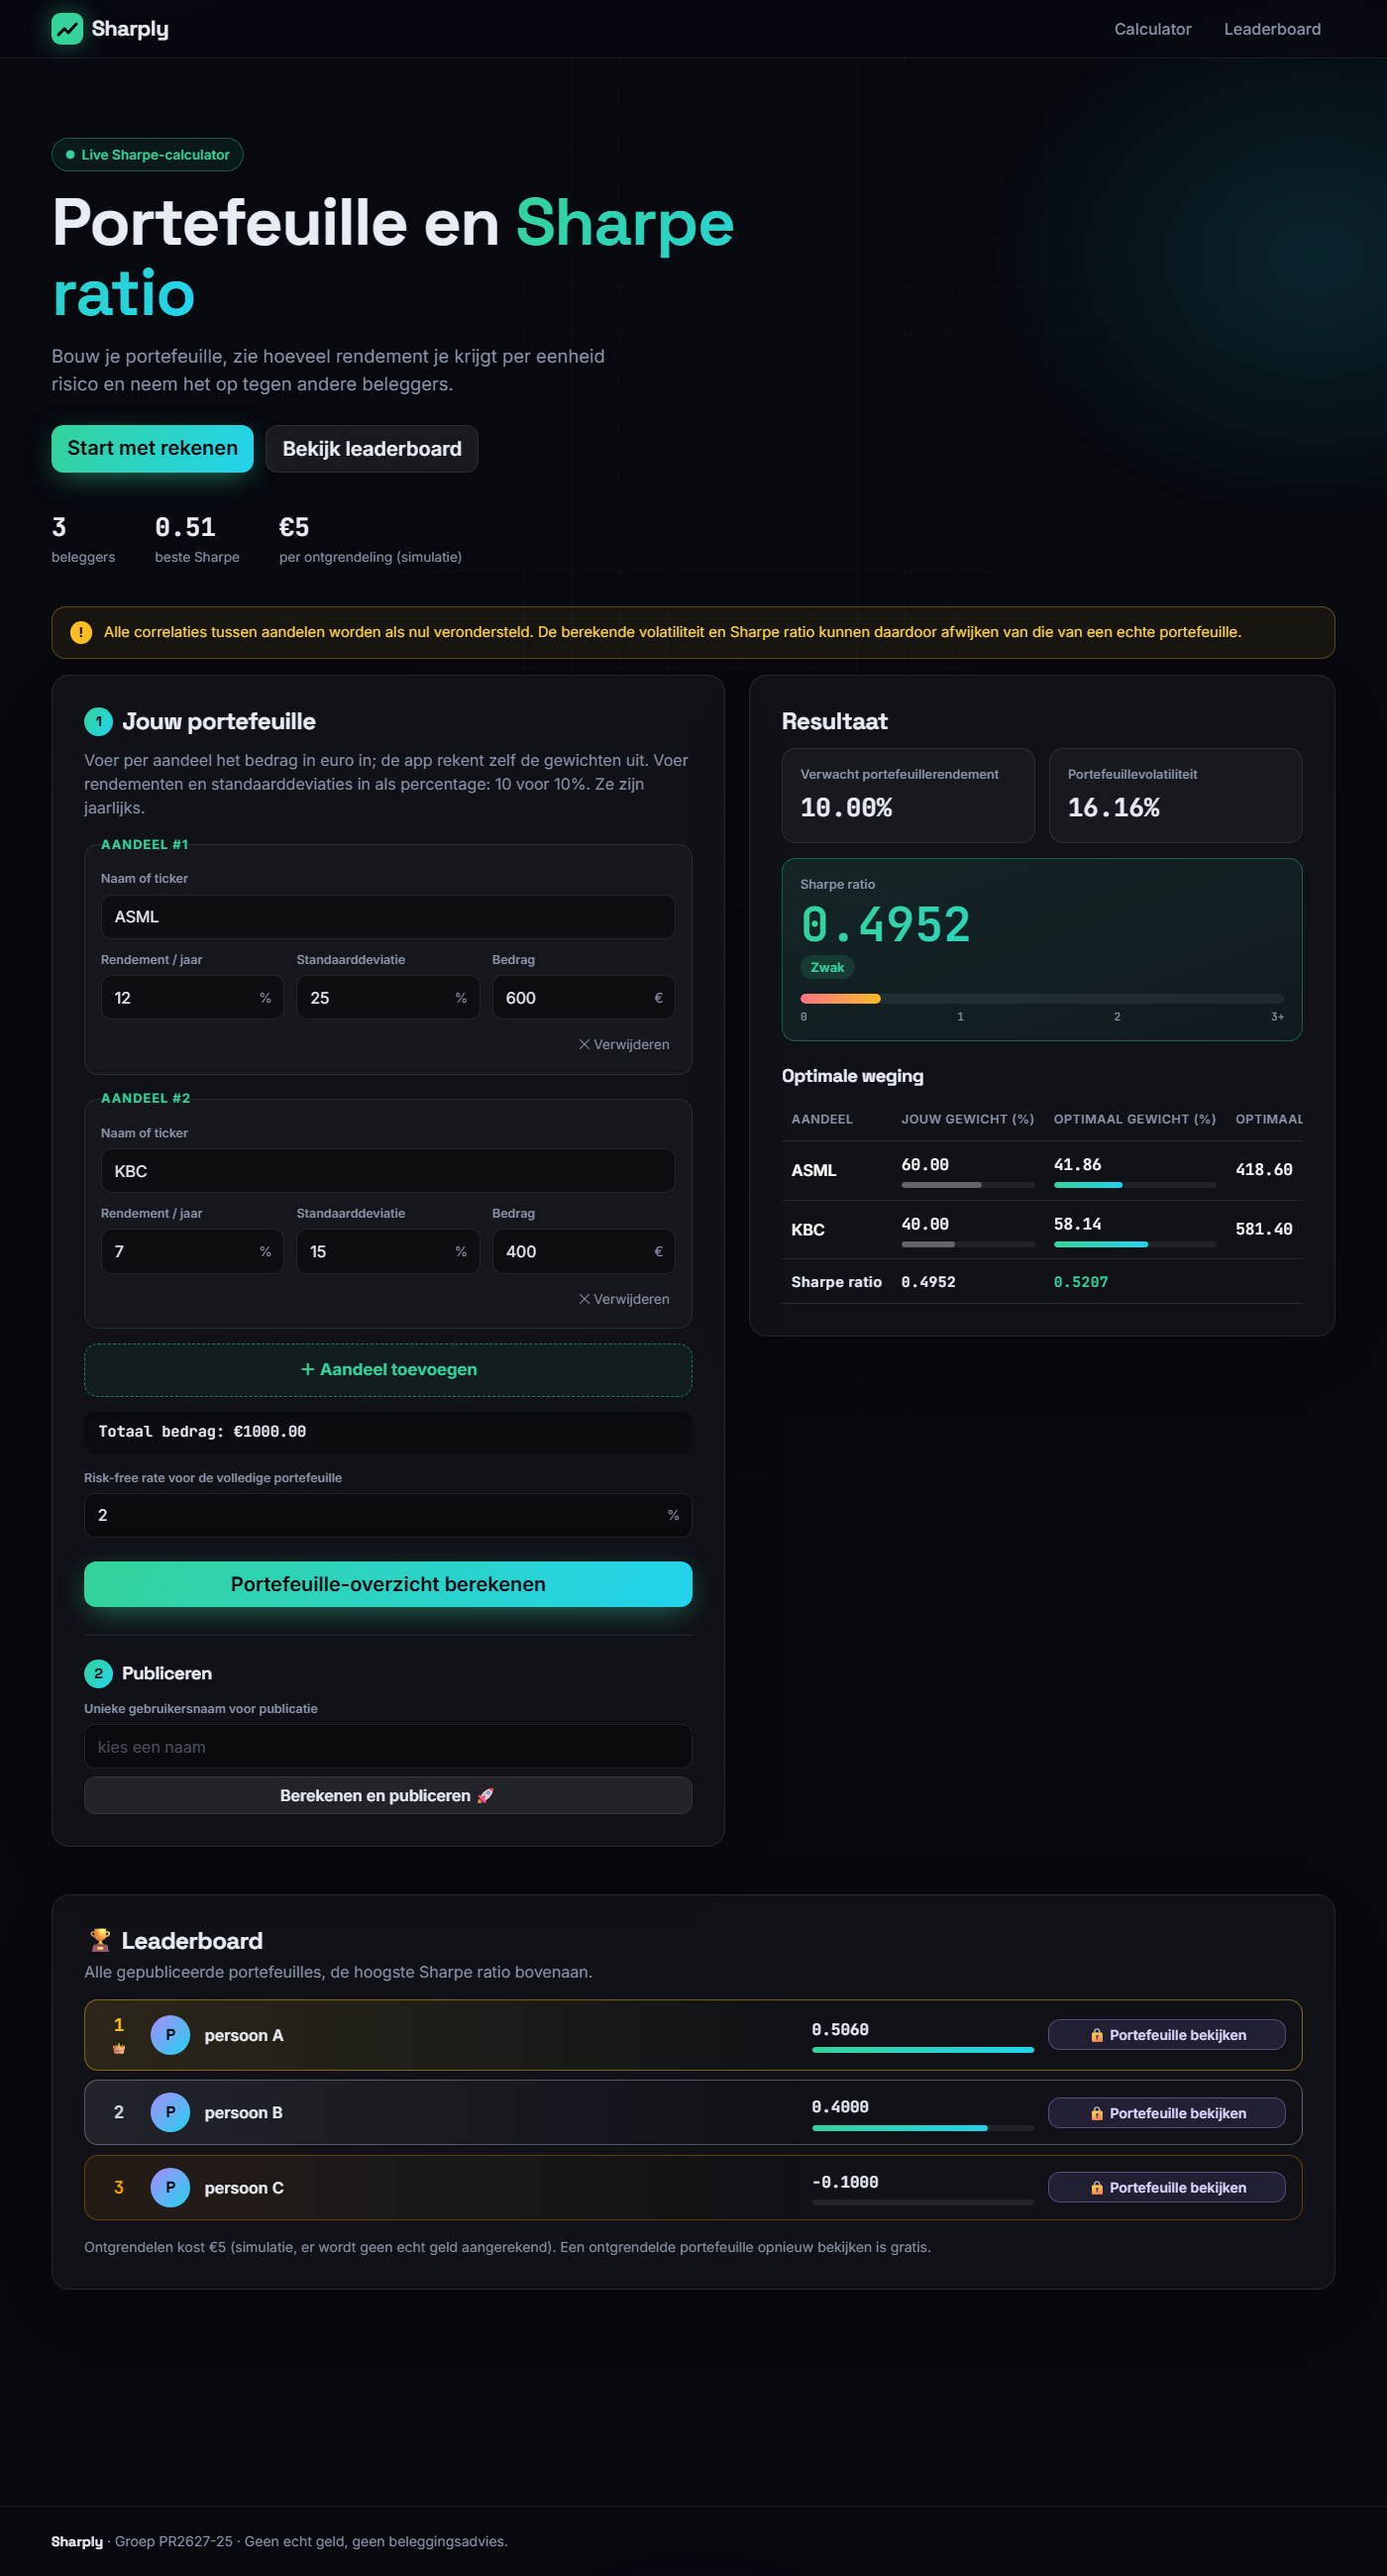 Sharply
Calculator
Leaderboard
Live Sharpe-calculator
Portefeuille en Sharpe
ratio
Bouw je portefeuille, zie hoeveel rendement je krijgt per eenheid
risico en neem het op tegen andere beleggers.
Start met rekenen
Bekijk leaderboard
3
beleggers
0.51
beste Sharpe
€5
per ontgrendeling (simulatie)
! Alle correlaties tussen aandelen worden als nul verondersteld. De berekende volatiliteit en Sharpe ratio kunnen daardoor afwijken van die van een echte portefeuille.
1 Jouw portefeuille
Voer per aandeel het bedrag in euro in; de app rekent zelf de gewichten uit. Voer
rendementen en standaarddeviaties in als percentage: 10 voor 10%. Ze zijn
jaarlijks.
AANDEEL #1
Naam of ticker
ASML
Rendement / jaar
Standaarddeviatie
Bedrag
12 %
25 %
600 €
× Verwijderen
AANDEEL #2
Naam of ticker
KBC
Rendement / jaar
Standaarddeviatie
Bedrag
7 %
15 %
400 €
× Verwijderen
+ Aandeel toevoegen
Totaal bedrag: €1000.00
Risk-free rate voor de volledige portefeuille
2 %
Portefeuille-overzicht berekenen
2 Publiceren
Unieke gebruikersnaam voor publicatie
kies een naam
Berekenen en publiceren 🚀
Resultaat
Verwacht portefeuillerendement
10.00%
Portefeuillevolatiliteit
16.16%
Sharpe ratio
0.4952
Zwak
0 1 2 3+
Optimale weging
AANDEEL JOUW GEWICHT (%) OPTIMAAL GEWICHT (%) OPTIMAAL
ASML 60.00 41.86 418.60
KBC 40.00 58.14 581.40
Sharpe ratio 0.4952 0.5207
🏆 Leaderboard
Alle gepubliceerde portefeuilles, de hoogste Sharpe ratio bovenaan.
1 👑 P persoon A 0.5060 🔒 Portefeuille bekijken
2 P persoon B 0.4000 🔒 Portefeuille bekijken
3 P persoon C -0.1000 🔒 Portefeuille bekijken
Ontgrendelen kost €5 (simulatie, er wordt geen echt geld aangerekend). Een ontgrendelde portefeuille opnieuw bekijken is gratis.
Sharply · Groep PR2627-25 · Geen echt geld, geen beleggingsadvies.